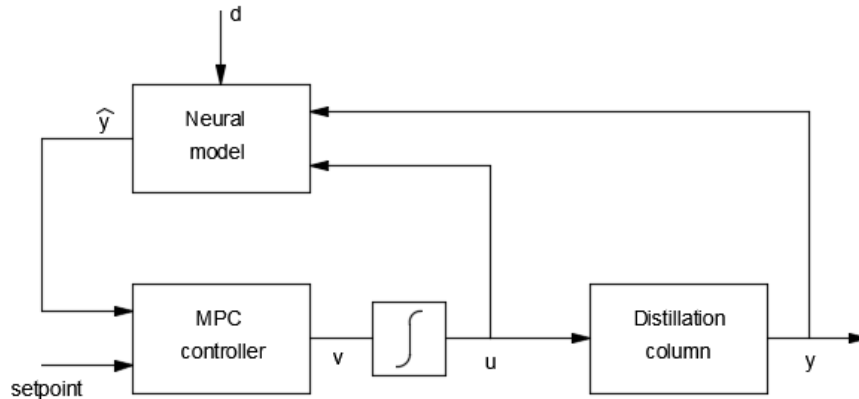 d
ŷ
Neural
model
MPC
controller
v
u
Distillation
column
y
setpoint